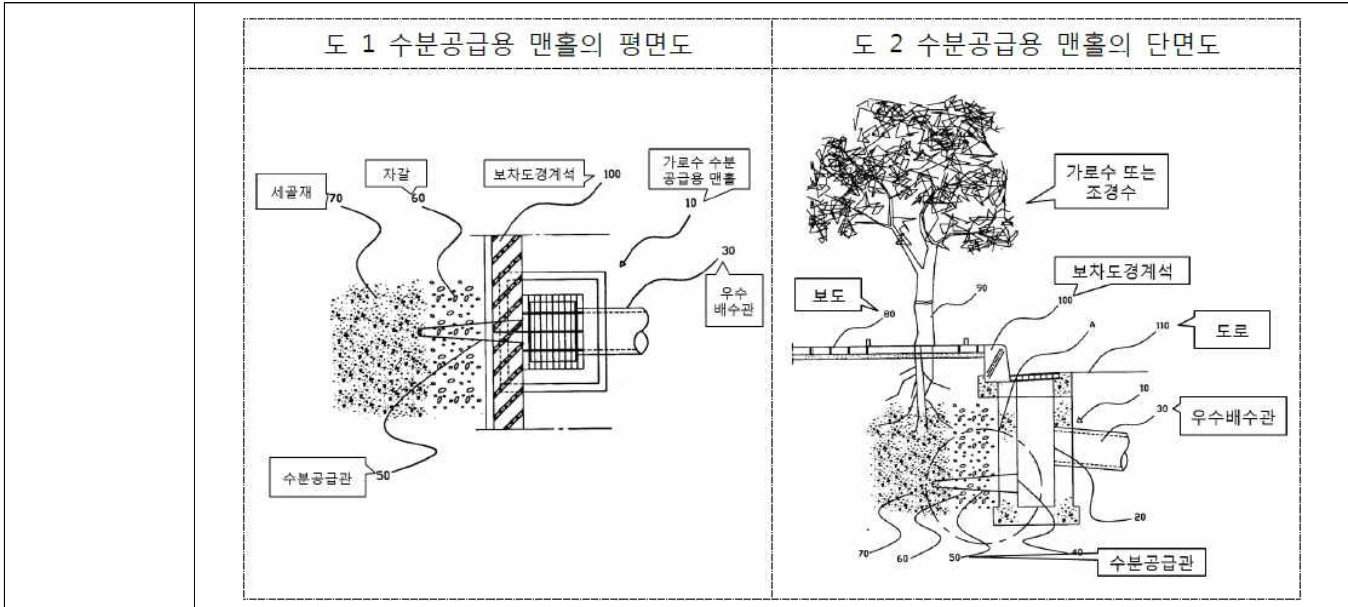 도 1 수분공급용 맨홀의 평면도
세골재
70
자갈
60
보차도경계석
100
가로수 수분
공급용 맨홀
10
30
우수
배수관
수분공급관
50
도 2 수분공급용 맨홀의 단면도
가로수 또는
조경수
보차도경계석
100
보도
80
90
A
110
도로
10
30
우수배수관
20
70
60
50
40
수분공급관